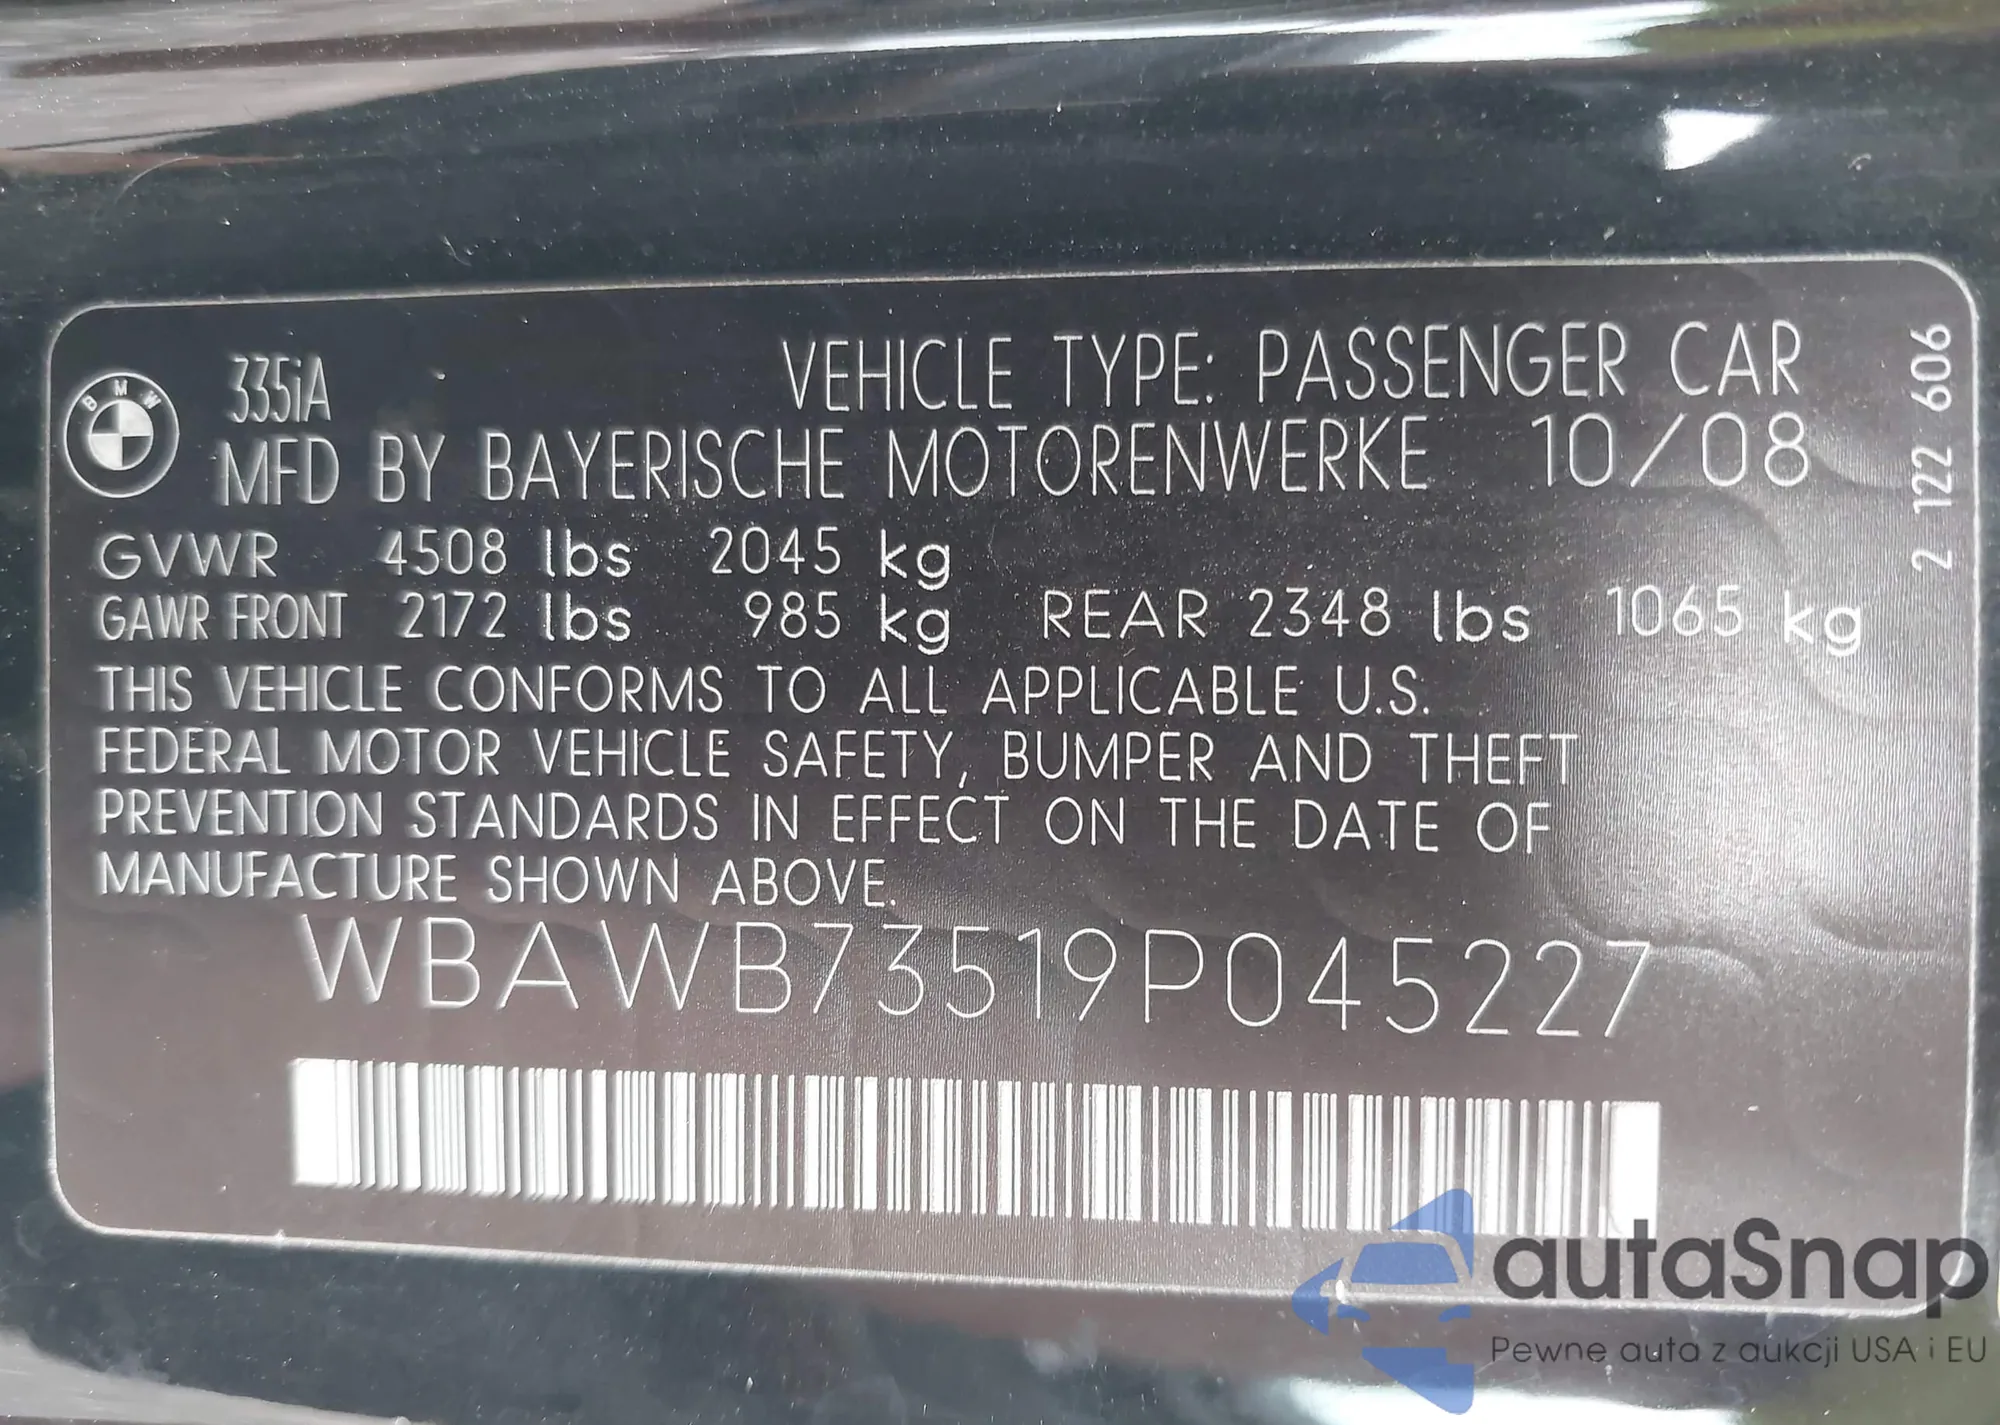 335iA
VEHICLE TYPE: PASSENGER CAR
BMW
MFD BY BAYERISCHE MOTORENWERKE 10/08
GVWR 4508 lbs 2045 kg
GAWR FRONT 2172 lbs 985 kg REAR 2348 lbs 1065 kg
THIS VEHICLE CONFORMS TO ALL APPLICABLE U.S.
FEDERAL MOTOR VEHICLE SAFETY, BUMPER AND THEFT
PREVENTION STANDARDS IN EFFECT ON THE DATE OF
MANUFACTURE SHOWN ABOVE.
WBAWB73519P045227
2 122 606
autaSnap
Pewne auta z aukcji USA i EU